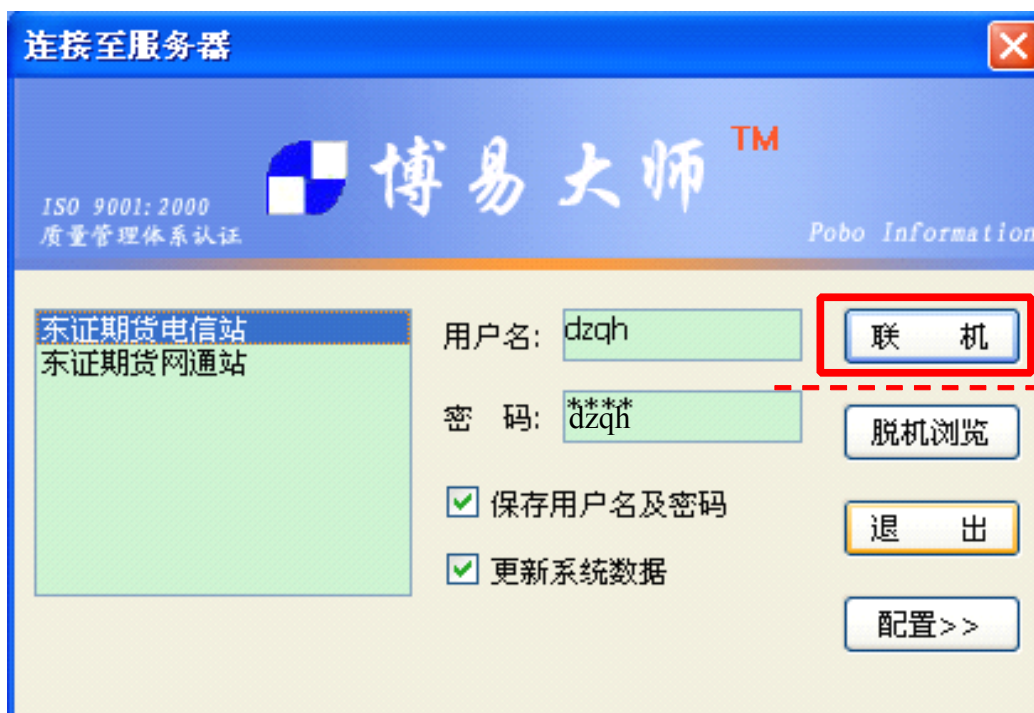 连接至服务器
博易大师 TM
ISO 9001:2000
质量管理体系认证
Pobo Information
东证期货电信站
东证期货网通站
用户名: dzqh
联 机
密 码: ****
dzqh
脱机浏览
保存用户名及密码
退 出
更新系统数据
配置>>